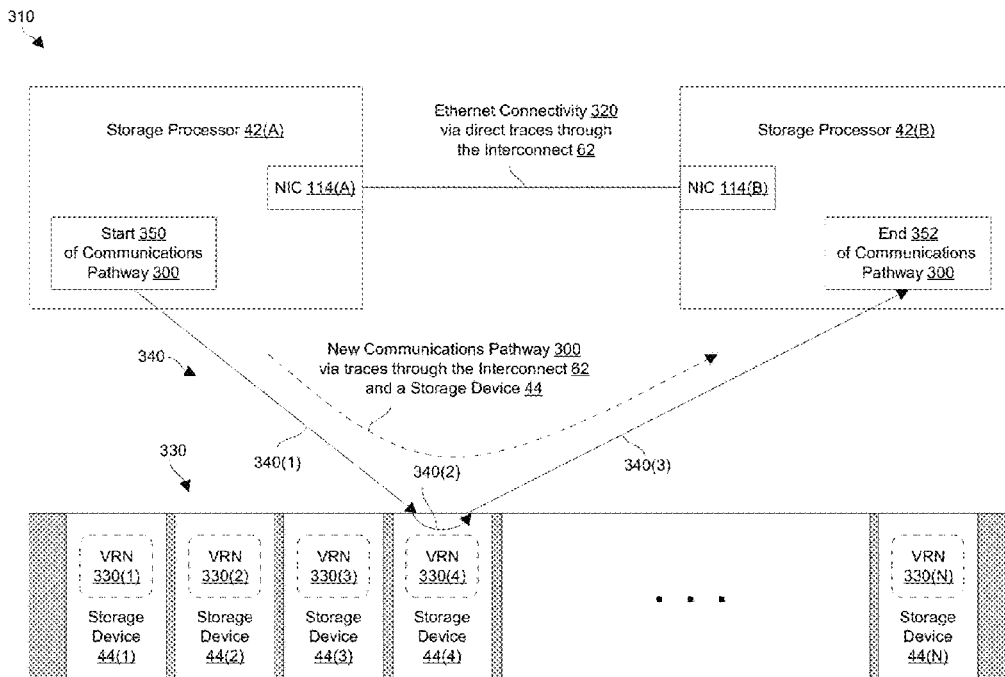 310
Storage Processor 42(A)
Ethernet Connectivity 320
via direct traces through
the Interconnect 62
Storage Processor 42(B)
NIC 114(A)
NIC 114(B)
Start 350
of Communications
Pathway 300
End 352
of Communications
Pathway 300
New Communications Pathway 300
via traces through the Interconnect 62
and a Storage Device 44
340
330
340(1)
340(2)
340(3)
VRN
330(1)
Storage
Device
44(1)
VRN
330(2)
Storage
Device
44(2)
VRN
330(3)
Storage
Device
44(3)
VRN
330(4)
Storage
Device
44(4)
VRN
330(N)
Storage
Device
44(N)